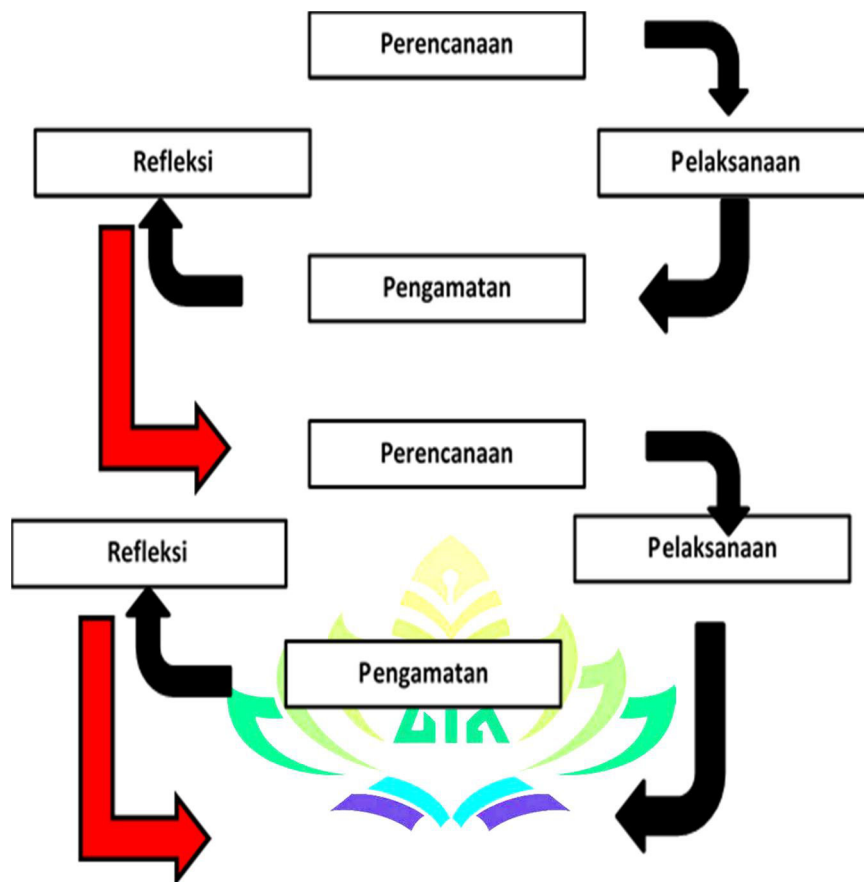 Perencanaan
Refleksi
Pelaksanaan
Pengamatan
Perencanaan
Refleksi
Pelaksanaan
Pengamatan